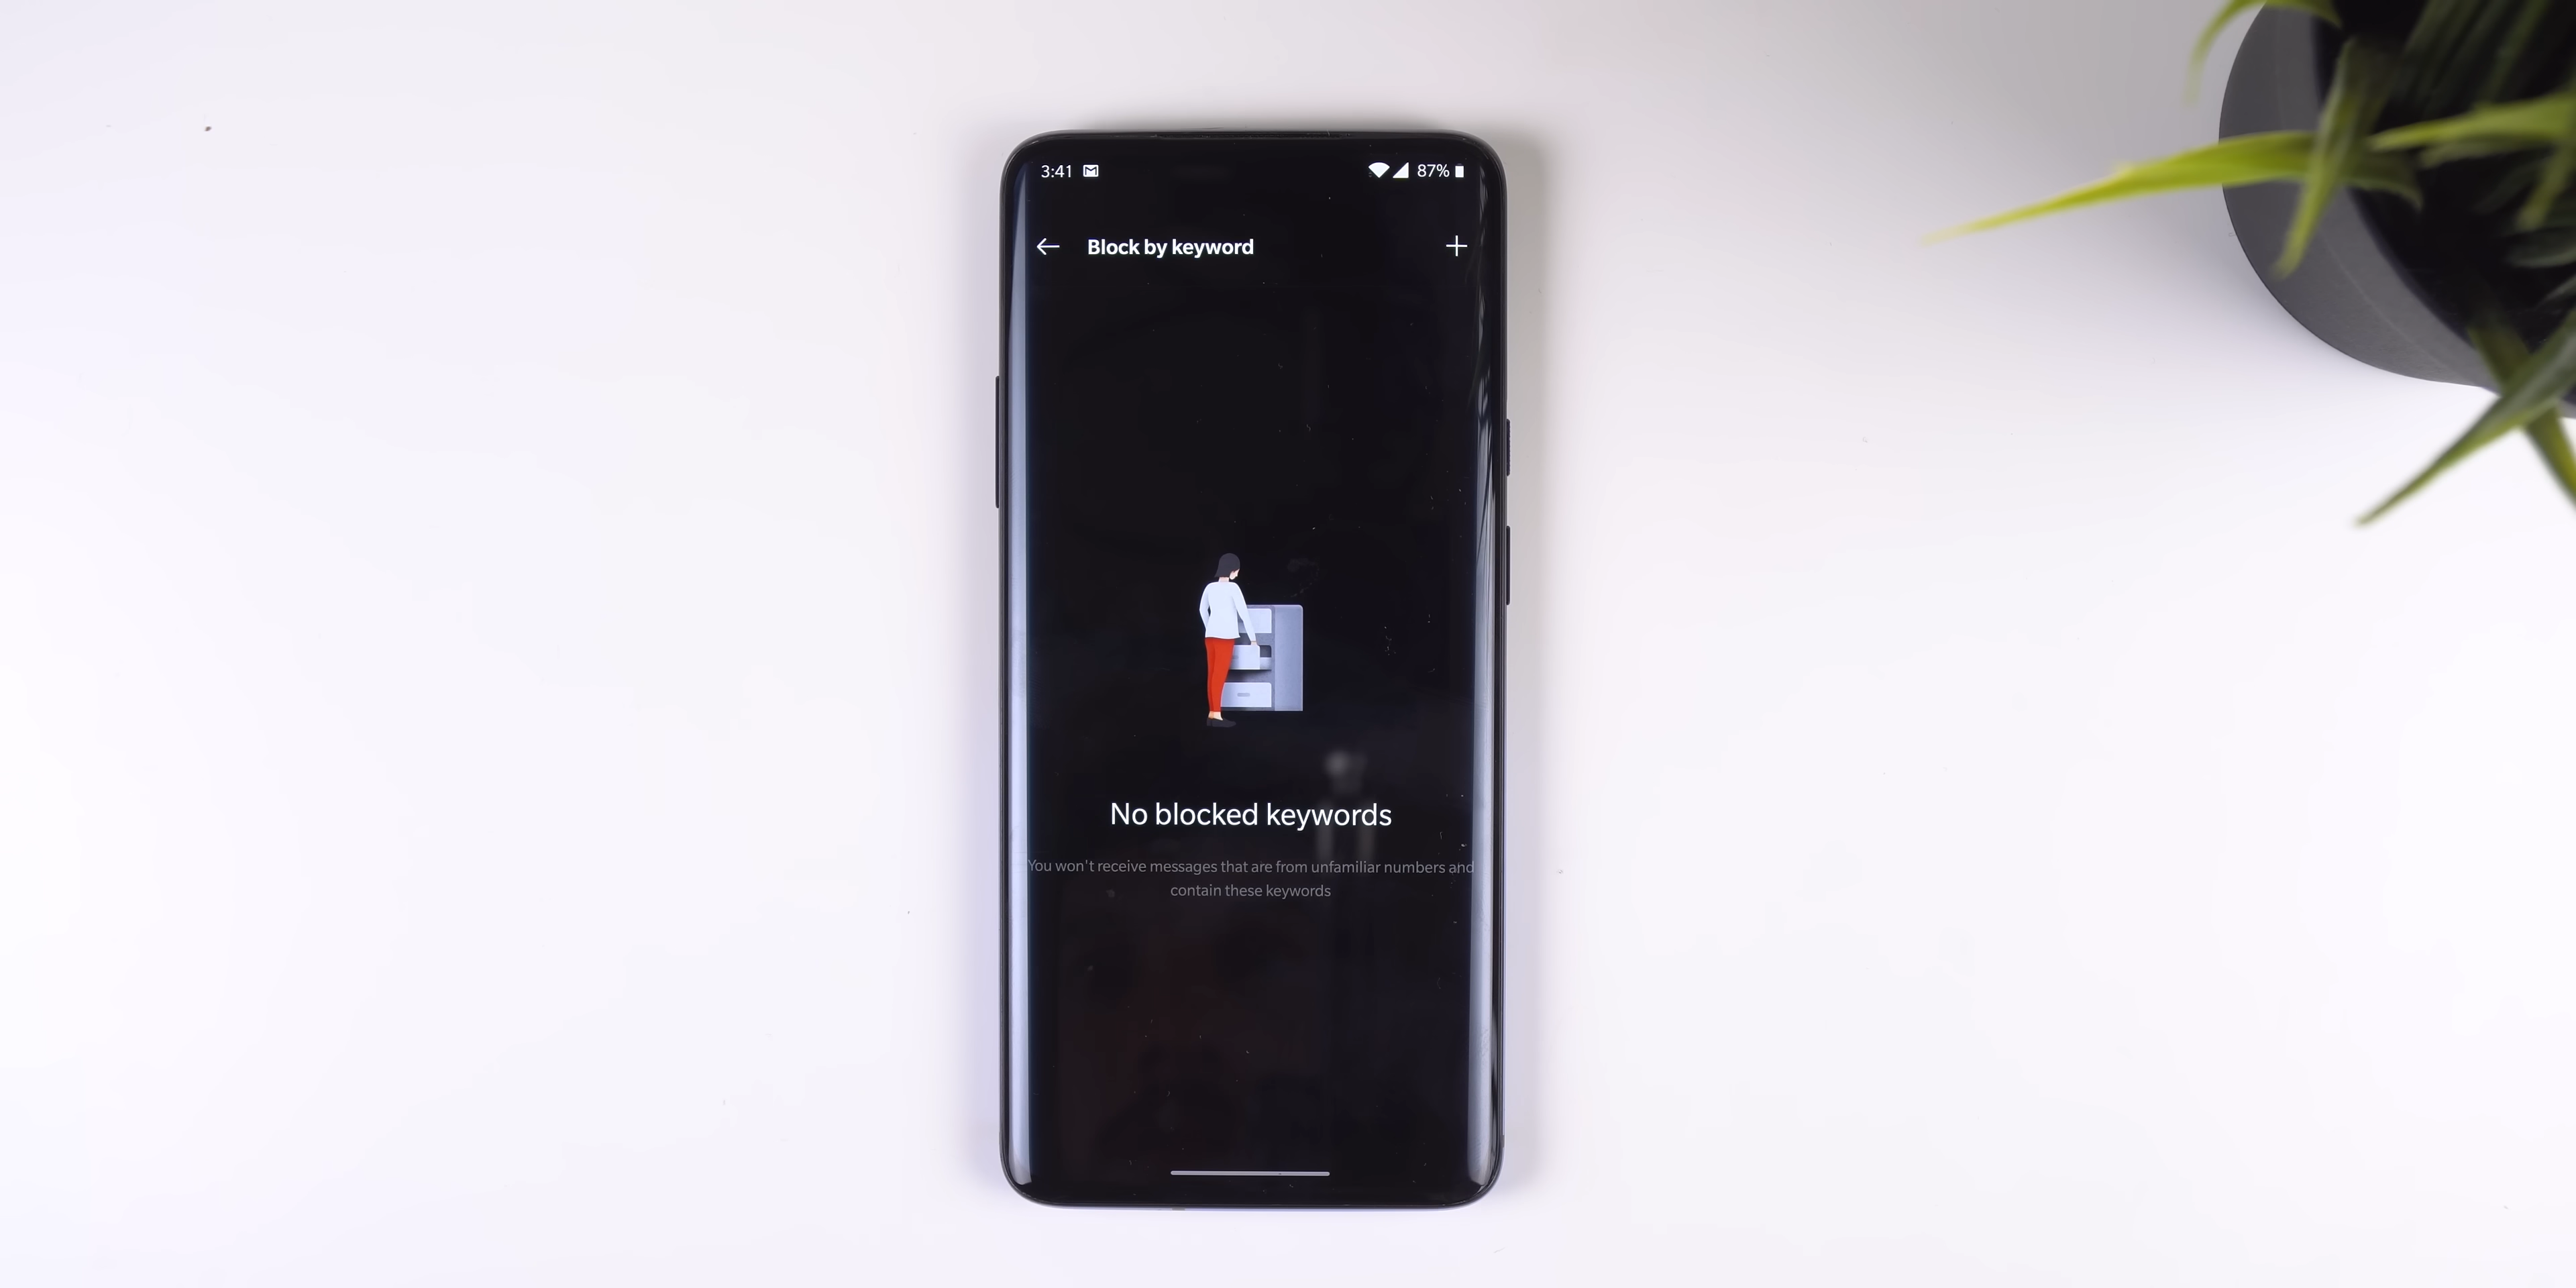 3:41 87%
Block by keyword
No blocked keywords
You won't receive messages that are from unfamiliar numbers and
contain these keywords